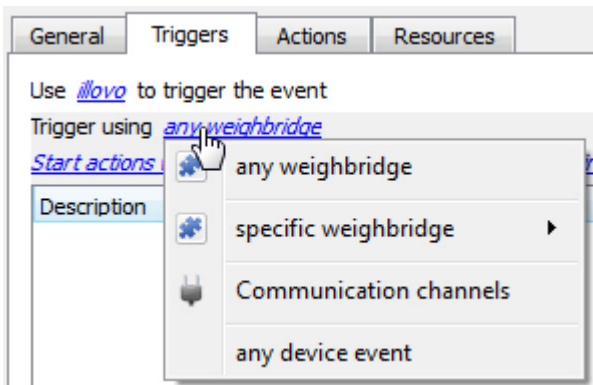 General Triggers Actions Resources
Use illovo to trigger the event
Trigger using any weighbridge
Start actions
any weighbridge
Description
specific weighbridge
Communication channels
any device event